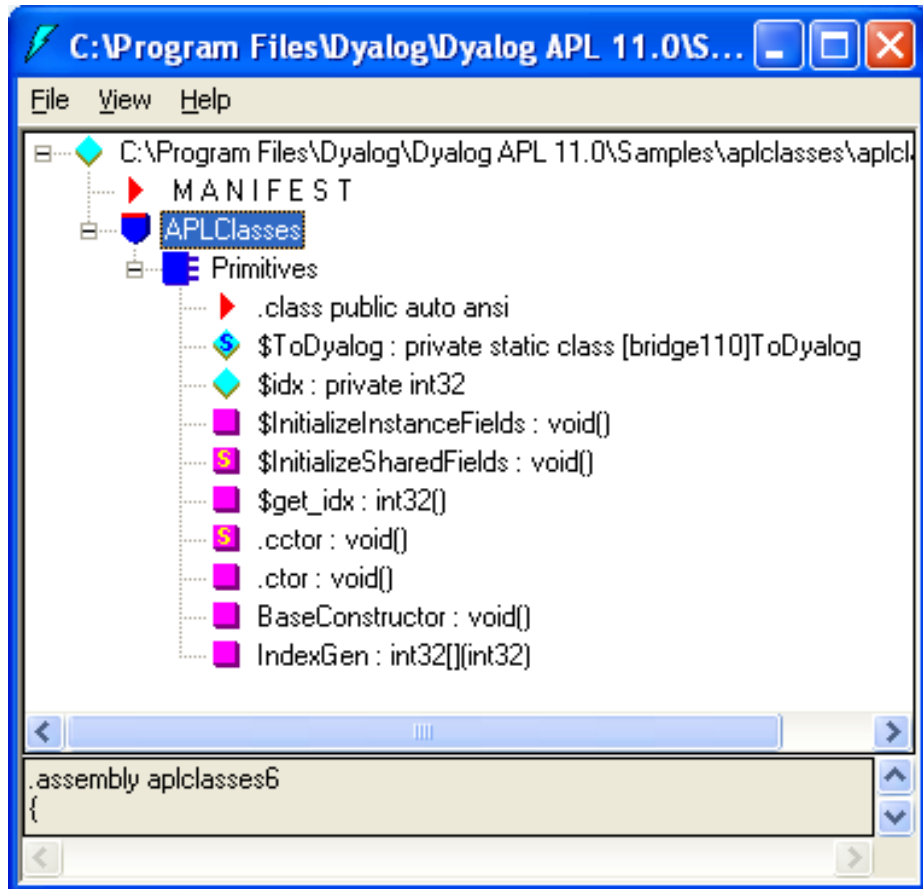 C:\Program Files\Dyalog\Dyalog APL 11.0\S...
File View Help
C:\Program Files\Dyalog\Dyalog APL 11.0\Samples\aplclasses\aplcl
M A N I F E S T
APLClasses
Primitives
.class public auto ansi
$ToDyalog : private static class [bridge110]ToDyalog
$idx : private int32
$InitializeInstanceFields : void()
$InitializeSharedFields : void()
$get_idx : int32()
.cctor : void()
.ctor : void()
BaseConstructor : void()
IndexGen : int32[](int32)
.assembly aplclasses6
{